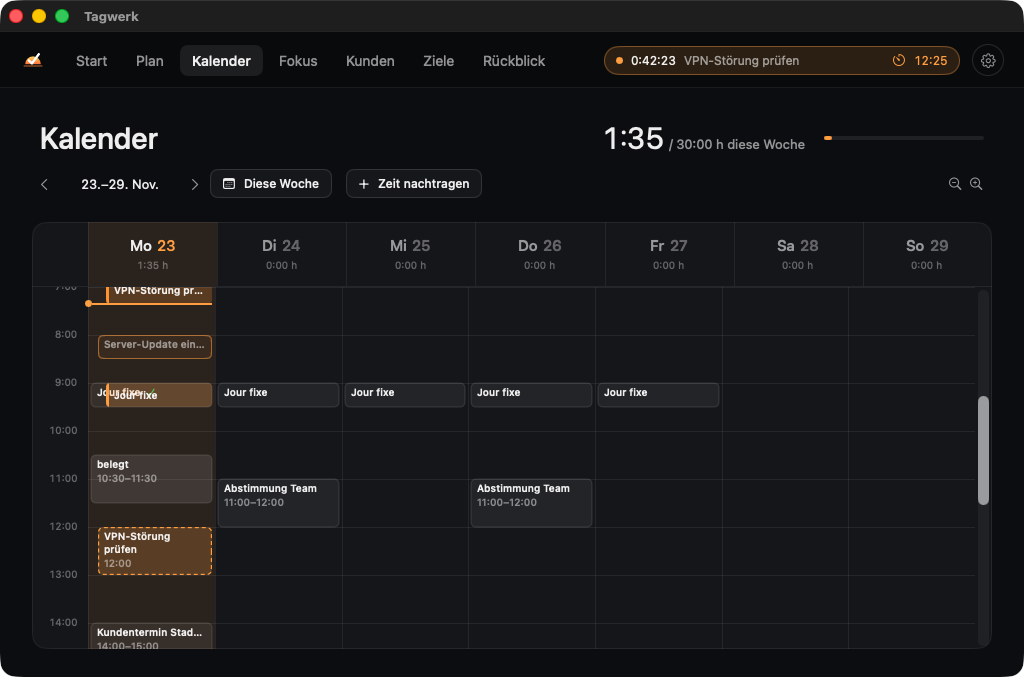 Tagwerk
Start Plan Kalender Fokus Kunden Ziele Rückblick
0:42:23 VPN-Störung prüfen 12:25
Kalender
1:35 / 30:00 h diese Woche
23.–29. Nov.
Diese Woche
Zeit nachtragen
Mo 23 Di 24 Mi 25 Do 26 Fr 27 Sa 28 So 29
1:35 h 0:00 h 0:00 h 0:00 h 0:00 h 0:00 h 0:00 h
7:00
VPN-Störung pr...
8:00
Server-Update ein...
9:00
Jour fixe ✓
Jour fixe
Jour fixe
Jour fixe
Jour fixe
Jour fixe
10:00
belegt
10:30–11:30
11:00
Abstimmung Team
11:00–12:00
Abstimmung Team
11:00–12:00
12:00
VPN-Störung
prüfen
12:00
13:00
14:00
Kundentermin Stad...
14:00–15:00